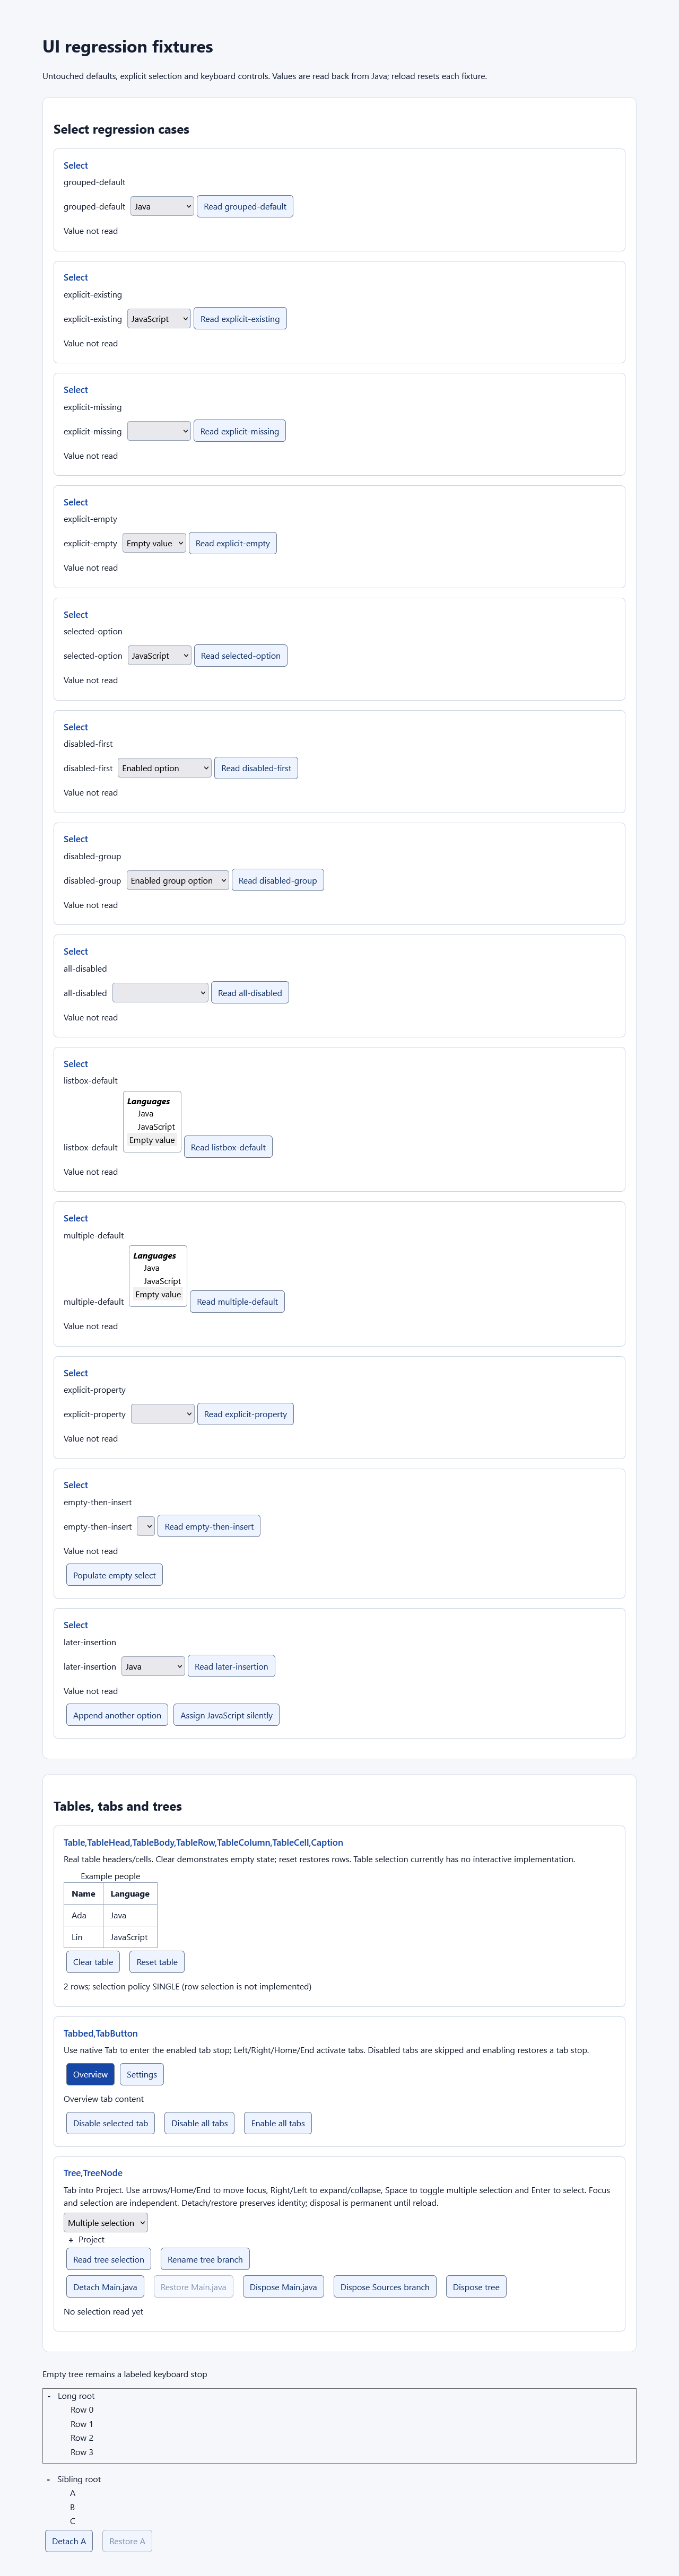 UI regression fixtures
Untouched defaults, explicit selection and keyboard controls. Values are read back from Java; reload resets each fixture.
Select regression cases
Select
grouped-default
grouped-default Java Read grouped-default
Value not read
Select
explicit-existing
explicit-existing JavaScript Read explicit-existing
Value not read
Select
explicit-missing
explicit-missing Read explicit-missing
Value not read
Select
explicit-empty
explicit-empty Empty value Read explicit-empty
Value not read
Select
selected-option
selected-option JavaScript Read selected-option
Value not read
Select
disabled-first
disabled-first Enabled option Read disabled-first
Value not read
Select
disabled-group
disabled-group Enabled group option Read disabled-group
Value not read
Select
all-disabled
all-disabled Read all-disabled
Value not read
Select
listbox-default
Languages
Java
JavaScript
Empty value
listbox-default Read listbox-default
Value not read
Select
multiple-default
Languages
Java
JavaScript
Empty value
multiple-default Read multiple-default
Value not read
Select
explicit-property
explicit-property Read explicit-property
Value not read
Select
empty-then-insert
empty-then-insert Read empty-then-insert
Value not read
Populate empty select
Select
later-insertion
later-insertion Java Read later-insertion
Value not read
Append another option Assign JavaScript silently
Tables, tabs and trees
Table,TableHead,TableBody,TableRow,TableColumn,TableCell,Caption
Real table headers/cells. Clear demonstrates empty state; reset restores rows. Table selection currently has no interactive implementation.
Example people
Name Language
Ada Java
Lin JavaScript
Clear table Reset table
2 rows; selection policy SINGLE (row selection is not implemented)
Tabbed,TabButton
Use native Tab to enter the enabled tab stop; Left/Right/Home/End activate tabs. Disabled tabs are skipped and enabling restores a tab stop.
Overview Settings
Overview tab content
Disable selected tab Disable all tabs Enable all tabs
Tree,TreeNode
Tab into Project. Use arrows/Home/End to move focus, Right/Left to expand/collapse, Space to toggle multiple selection and Enter to select. Focus
and selection are independent. Detach/restore preserves identity; disposal is permanent until reload.
Multiple selection
+ Project
Read tree selection Rename tree branch
Detach Main.java Restore Main.java Dispose Main.java Dispose Sources branch Dispose tree
No selection read yet
Empty tree remains a labeled keyboard stop
- Long root
Row 0
Row 1
Row 2
Row 3
- Sibling root
A
B
C
Detach A Restore A